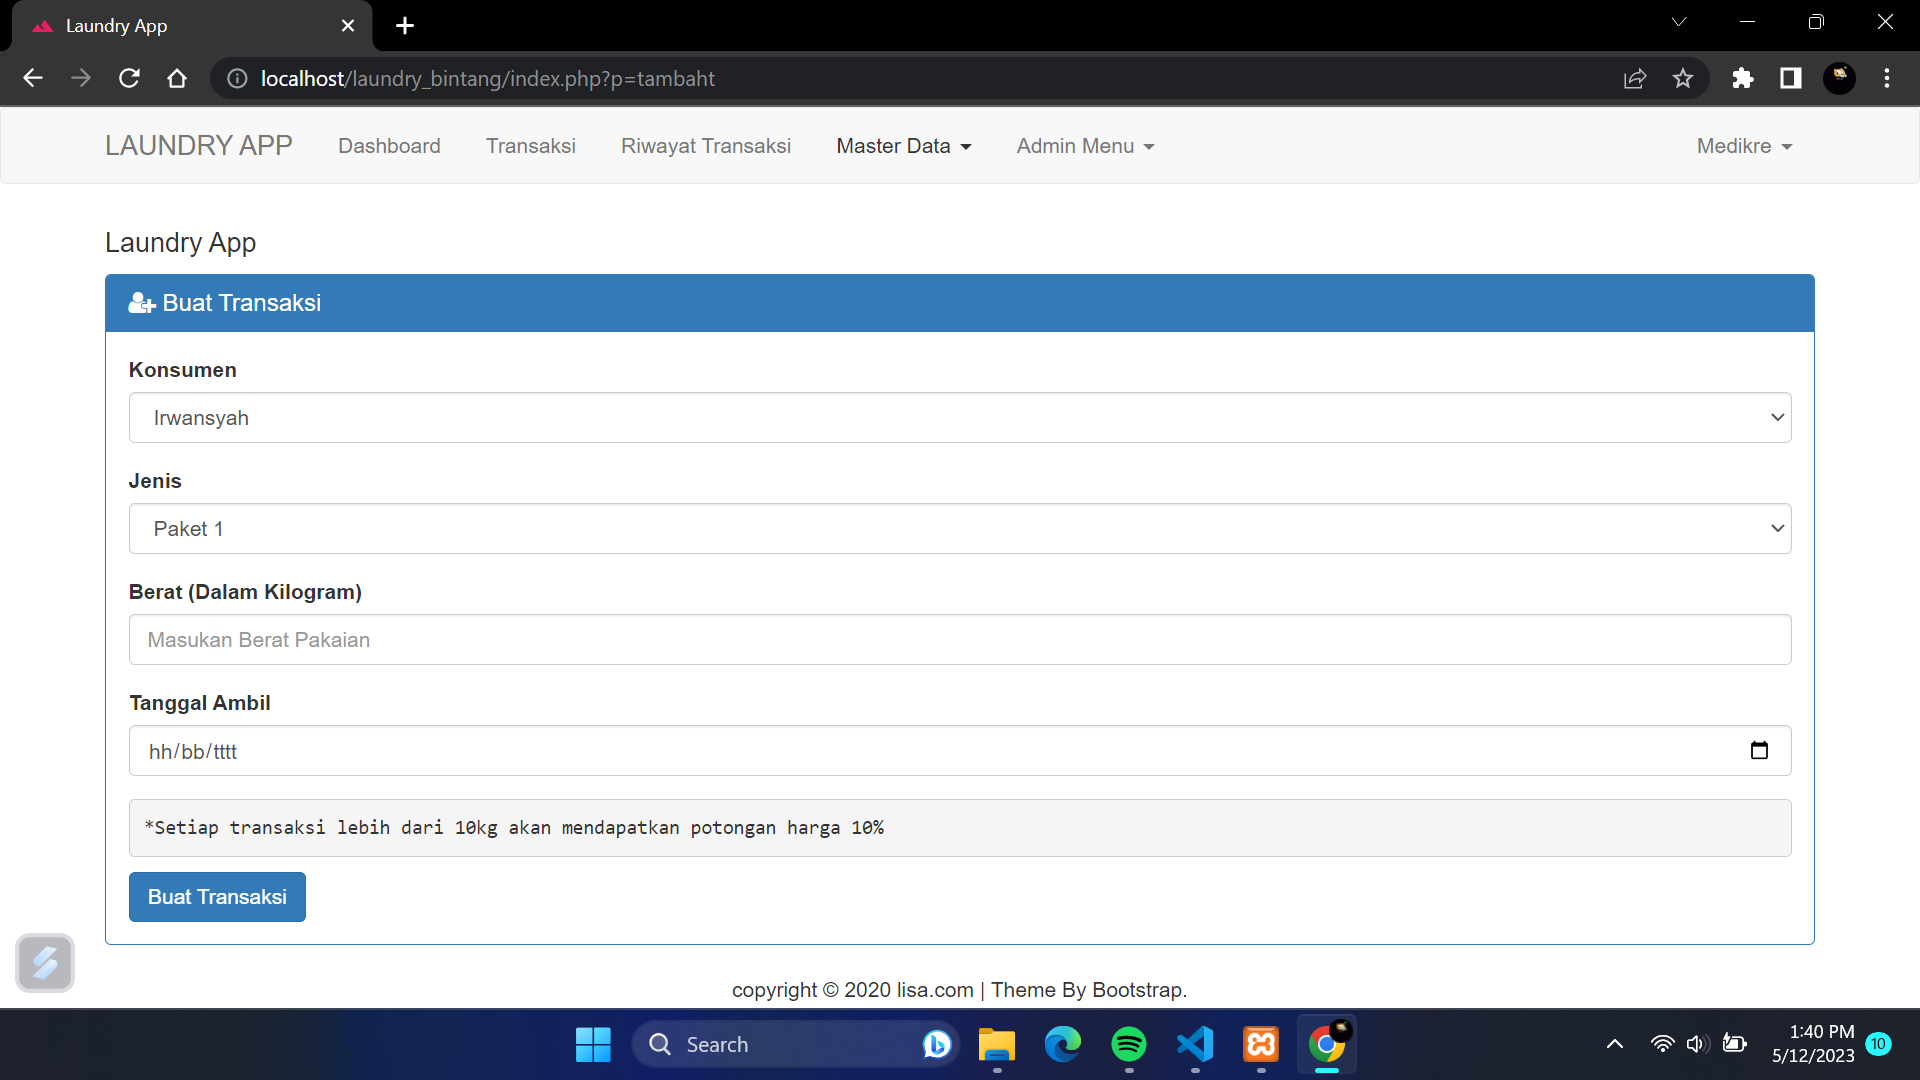 Laundry App
localhost/laundry_bintang/index.php?p=tambaht
LAUNDRY APP Dashboard Transaksi Riwayat Transaksi Master Data Admin Menu Medikre
Laundry App
Buat Transaksi
Konsumen
Irwansyah
Jenis
Paket 1
Berat (Dalam Kilogram)
Masukan Berat Pakaian
Tanggal Ambil
hh/bb/tttt
*Setiap transaksi lebih dari 10kg akan mendapatkan potongan harga 10%
Buat Transaksi
copyright © 2020 lisa.com | Theme By Bootstrap.
Search
1:40 PM
5/12/2023
10